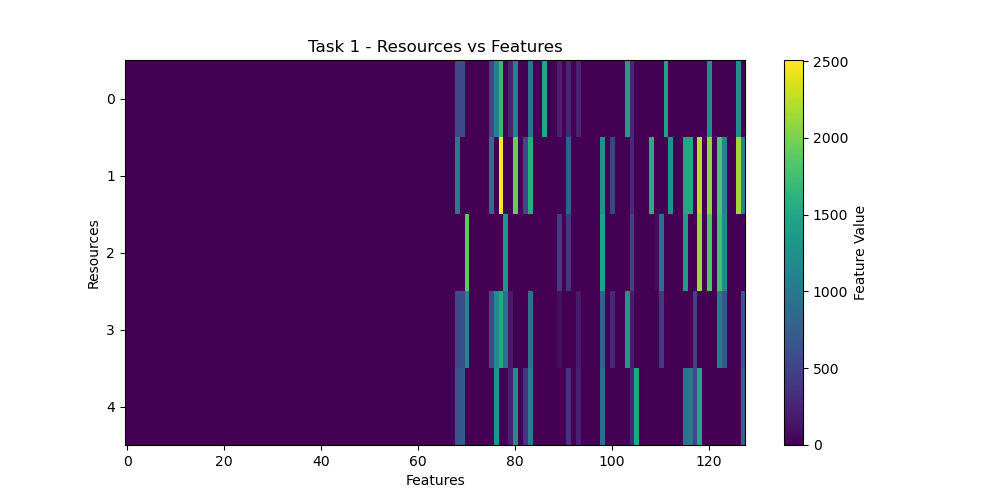 Task 1 - Resources vs Features
0
1
2
3
4
Resources
0 20 40 60 80 100 120
Features
2500
2000
1500
1000
500
0
Feature Value